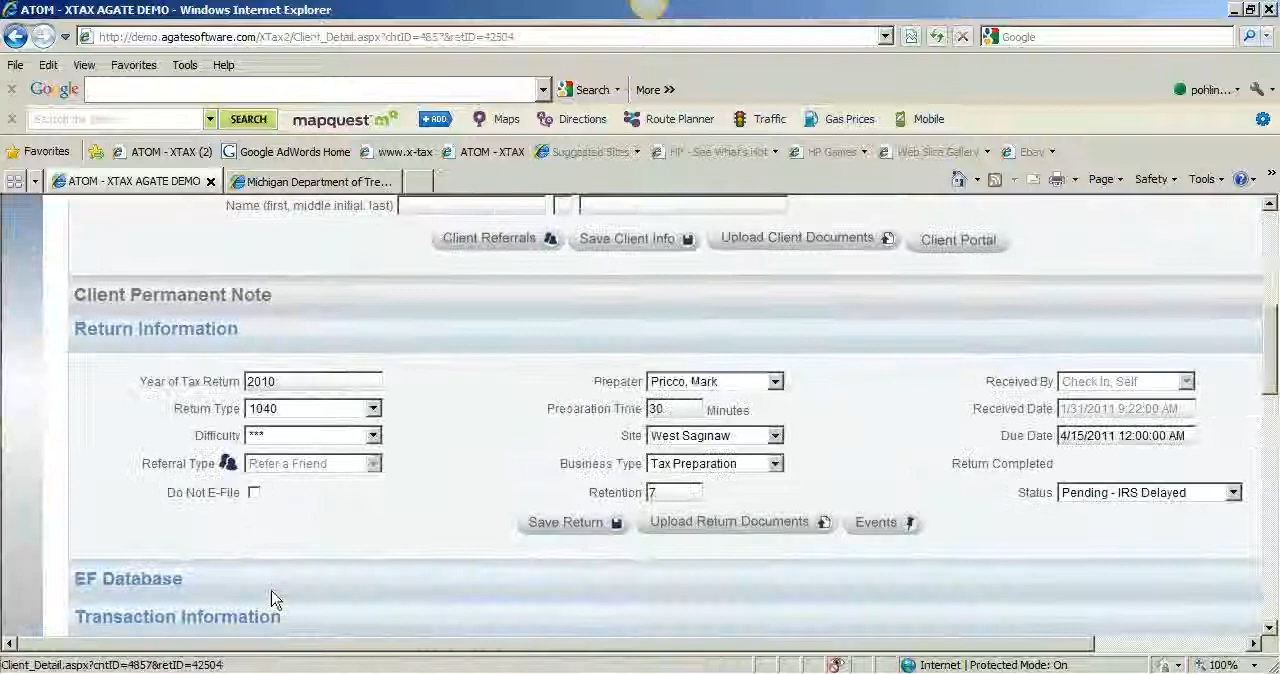 ATOM - XTAX AGATE DEMO - Windows Internet Explorer
http://demo.agatesoftware.com/XTax2/Client_Detail.aspx?cntID=4857&retID=42504
Google
File Edit View Favorites Tools Help
x Google Search More >>
pohlin...
x Search the SEARCH mapquest m ADD Maps Directions Route Planner Traffic Gas Prices Mobile
Favorites ATOM - XTAX (2) Google AdWords Home www.x-tax ATOM - XTAX Suggested Sites HP - See What's Hot HP Games Web Slice Gallery Ebay
ATOM - XTAX AGATE DEMO x Michigan Department of Tre... Page Safety Tools
Name (first, middle initial, last)
Client Referrals Save Client Info Upload Client Documents Client Portal
Client Permanent Note
Return Information
Year of Tax Return 2010 Preparer Pricco, Mark Received By Check In, Self
Return Type 1040 Preparation Time 30 Minutes Received Date 1/31/2011 9:22:00 AM
Difficulty *** Site West Saginaw Due Date 4/15/2011 12:00:00 AM
Referral Type Refer a Friend Business Type Tax Preparation Return Completed
Do Not E-File Retention 7 Status Pending - IRS Delayed
Save Return Upload Return Documents Events
EF Database
Transaction Information
Client_Detail.aspx?cntID=4857&retID=42504 Internet | Protected Mode: On 100%